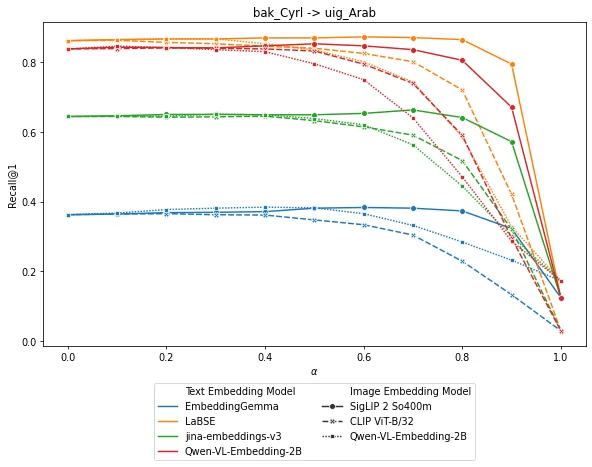 bak_Cyrl -> uig_Arab
Recall@1
0.8
0.6
0.4
0.2
0.0
0.0 0.2 0.4 0.6 0.8 1.0
α
Text Embedding Model Image Embedding Model
EmbeddingGemma SigLIP 2 So400m
LaBSE CLIP ViT-B/32
jina-embeddings-v3 Qwen-VL-Embedding-2B
Qwen-VL-Embedding-2B